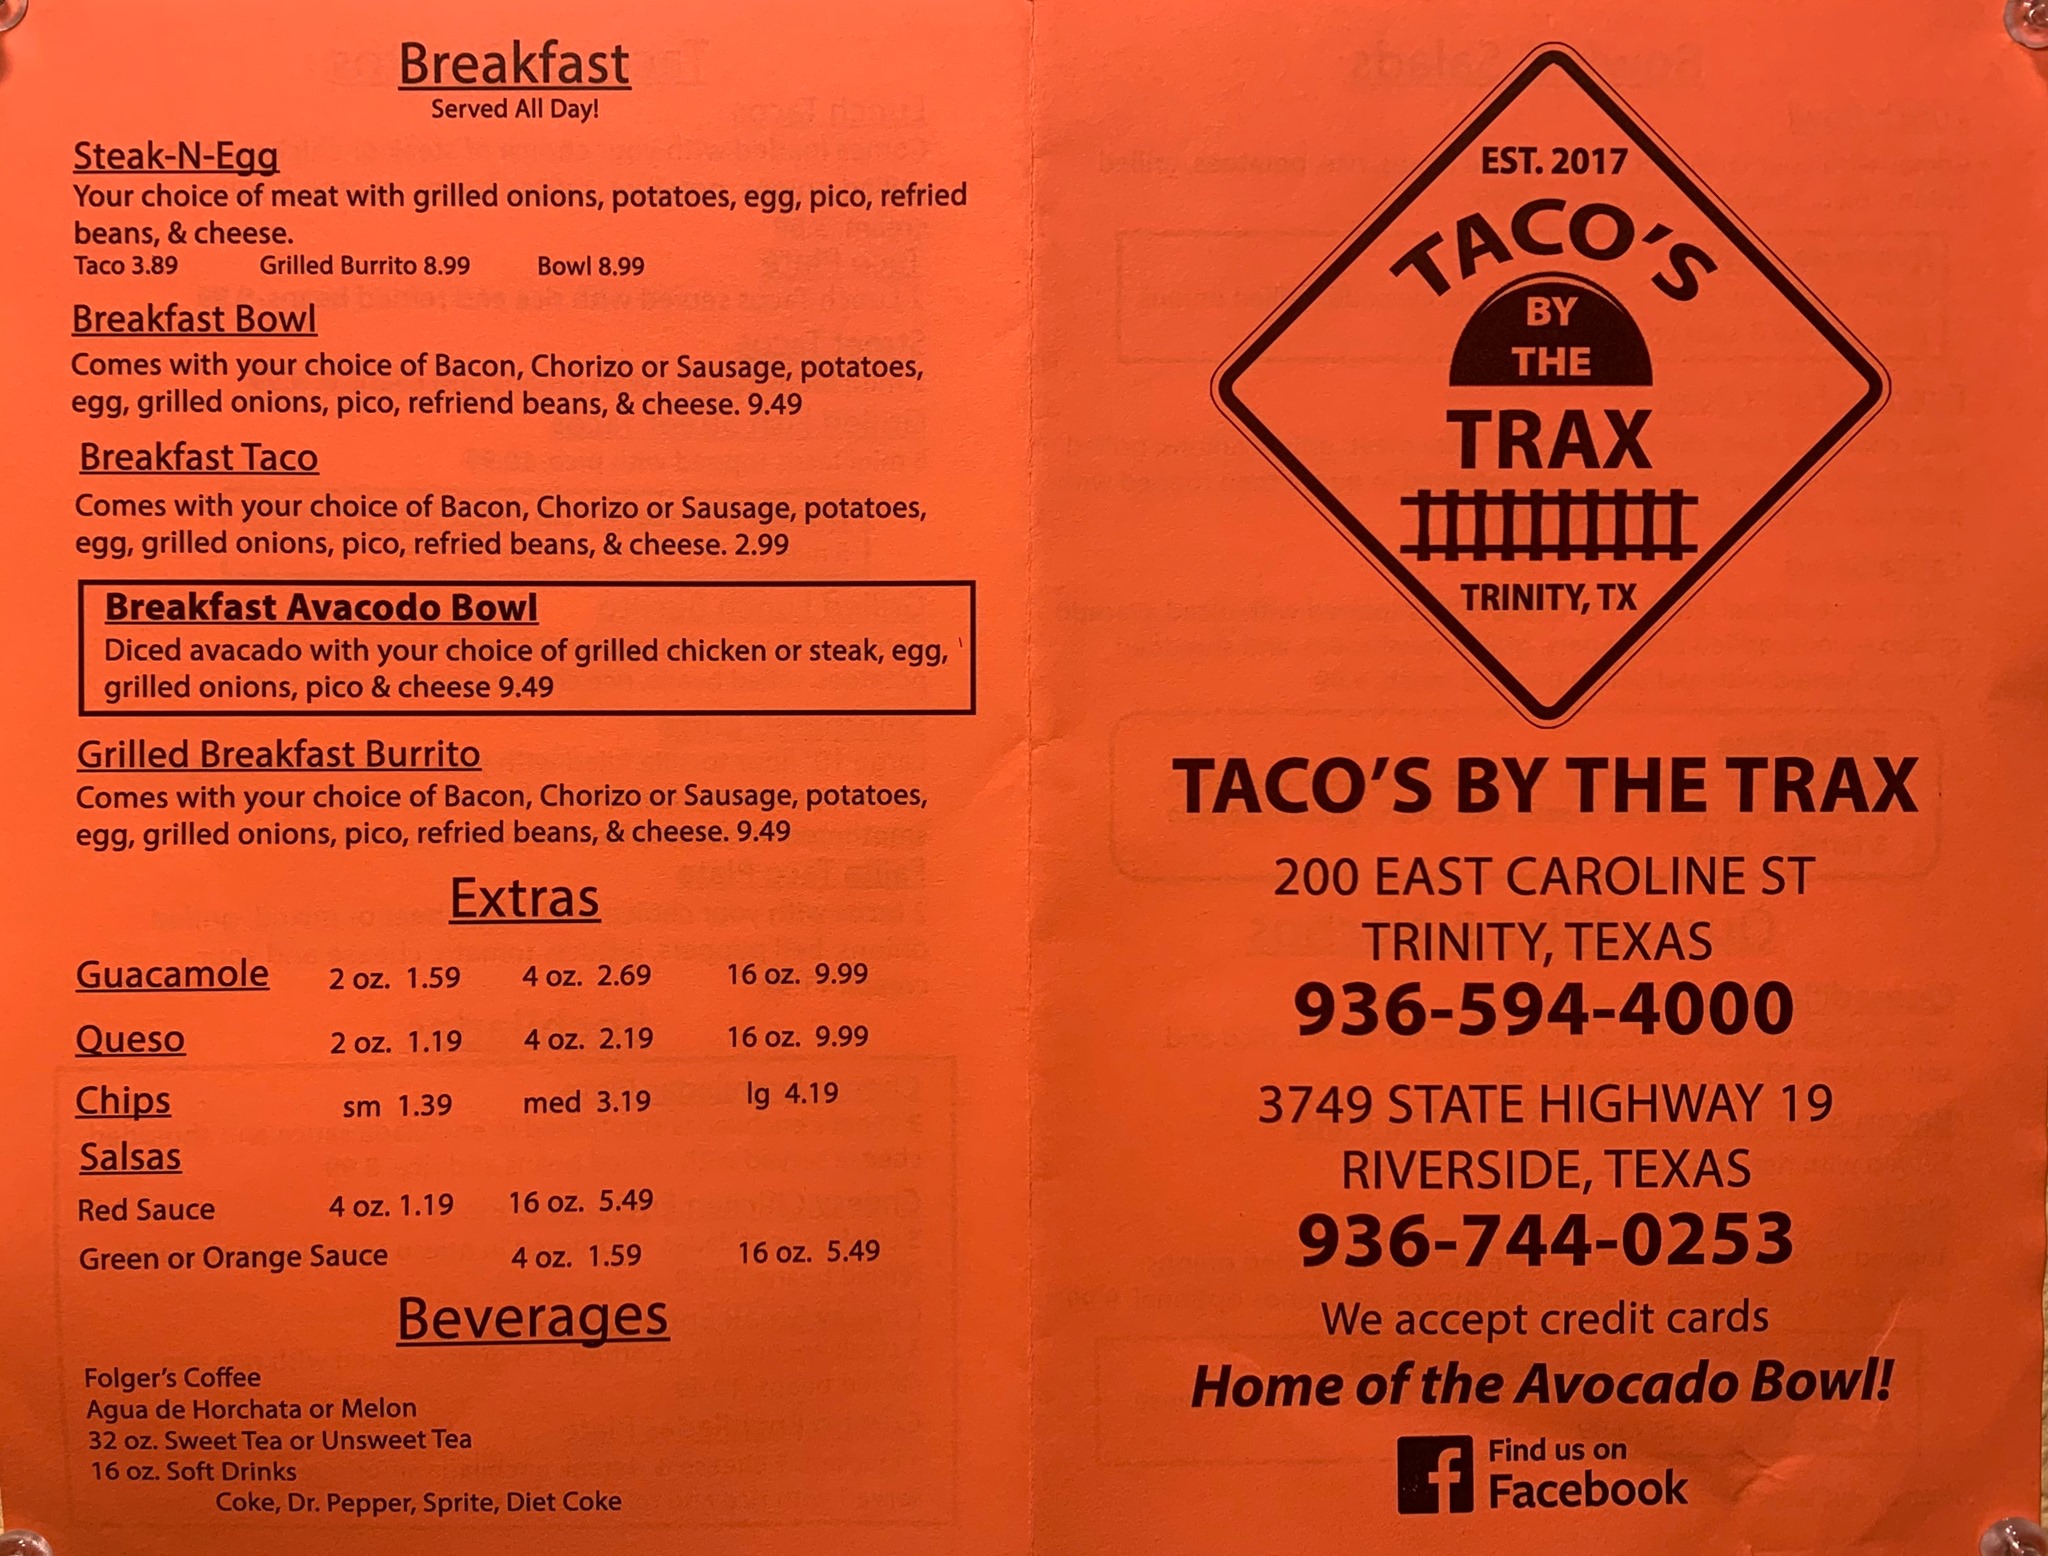 Breakfast
Served All Day!
Steak-N-Egg
Your choice of meat with grilled onions, potatoes, egg, pico, refried
beans, & cheese.
Taco 3.89 Grilled Burrito 8.99 Bowl 8.99
Breakfast Bowl
Comes with your choice of Bacon, Chorizo or Sausage, potatoes,
egg, grilled onions, pico, refriend beans, & cheese. 9.49
Breakfast Taco
Comes with your choice of Bacon, Chorizo or Sausage, potatoes,
egg, grilled onions, pico, refried beans, & cheese. 2.99
Breakfast Avacodo Bowl
Diced avacado with your choice of grilled chicken or steak, egg,
grilled onions, pico & cheese 9.49
Grilled Breakfast Burrito
Comes with your choice of Bacon, Chorizo or Sausage, potatoes,
egg, grilled onions, pico, refried beans, & cheese. 9.49
Extras
Guacamole 2 oz. 1.59 4 oz. 2.69 16 oz. 9.99
Queso 2 oz. 1.19 4 oz. 2.19 16 oz. 9.99
Chips sm 1.39 med 3.19 lg 4.19
Salsas
Red Sauce 4 oz. 1.19 16 oz. 5.49
Green or Orange Sauce 4 oz. 1.59 16 oz. 5.49
Beverages
Folger's Coffee
Agua de Horchata or Melon
32 oz. Sweet Tea or Unsweet Tea
16 oz. Soft Drinks
Coke, Dr. Pepper, Sprite, Diet Coke
EST. 2017
TACO'S
BY
THE
TRAX
TRINITY, TX
TACO'S BY THE TRAX
200 EAST CAROLINE ST
TRINITY, TEXAS
936-594-4000
3749 STATE HIGHWAY 19
RIVERSIDE, TEXAS
936-744-0253
We accept credit cards
Home of the Avocado Bowl!
Find us on
Facebook